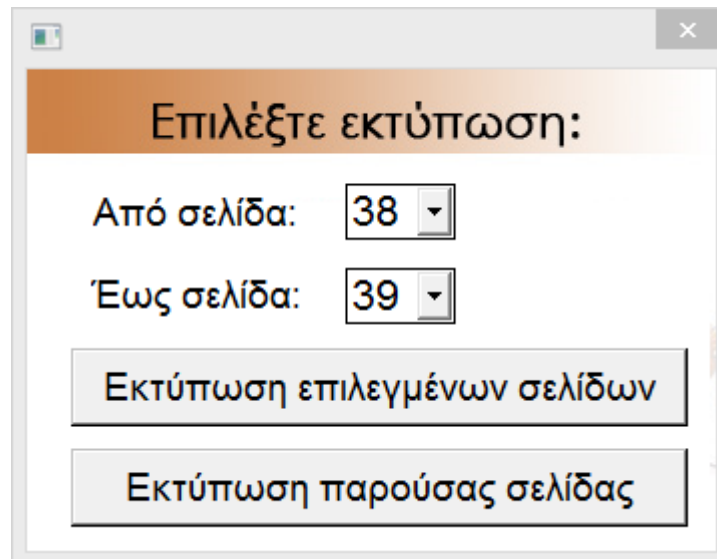 Επιλέξτε εκτύπωση:
Από σελίδα: 38
Έως σελίδα: 39
Εκτύπωση επιλεγμένων σελίδων
Εκτύπωση παρούσας σελίδας